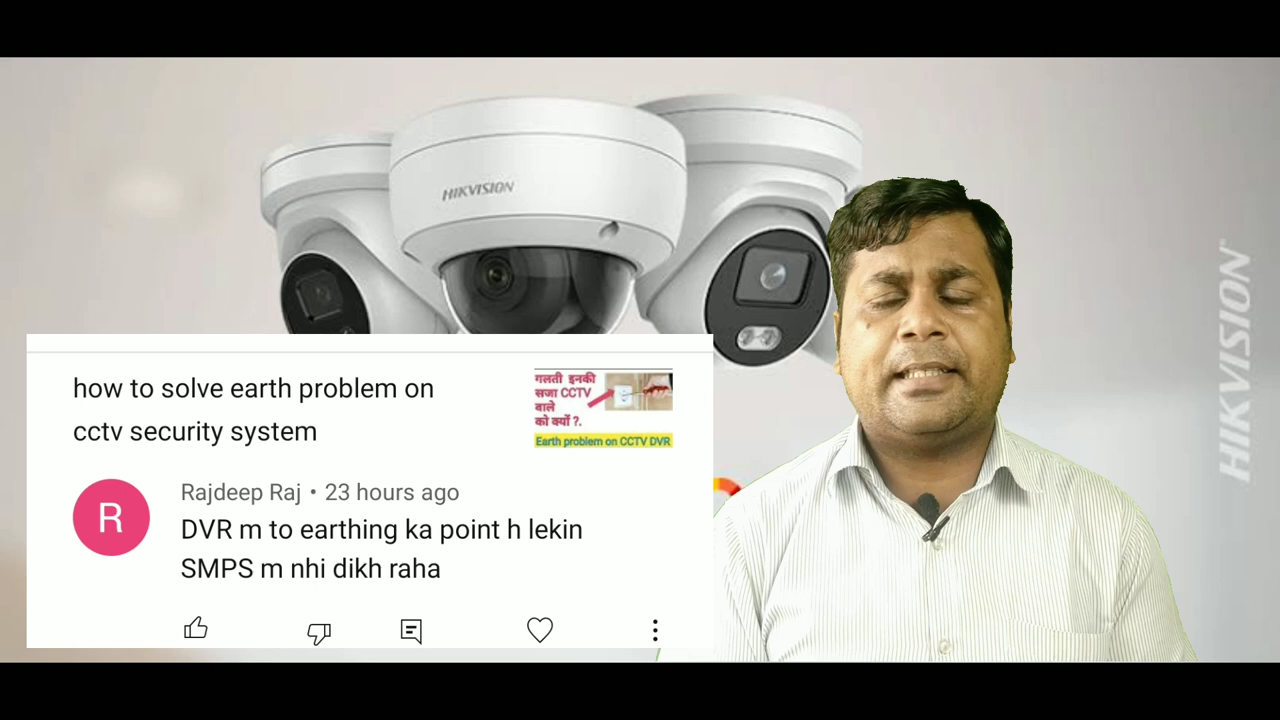 HIKVISION
HIKVISION
how to solve earth problem on
cctv security system
गलती इनकी
सजा CCTV
वाले
को क्यों ?.
Earth problem on CCTV DVR
R
Rajdeep Raj • 23 hours ago
DVR m to earthing ka point h lekin
SMPS m nhi dikh raha